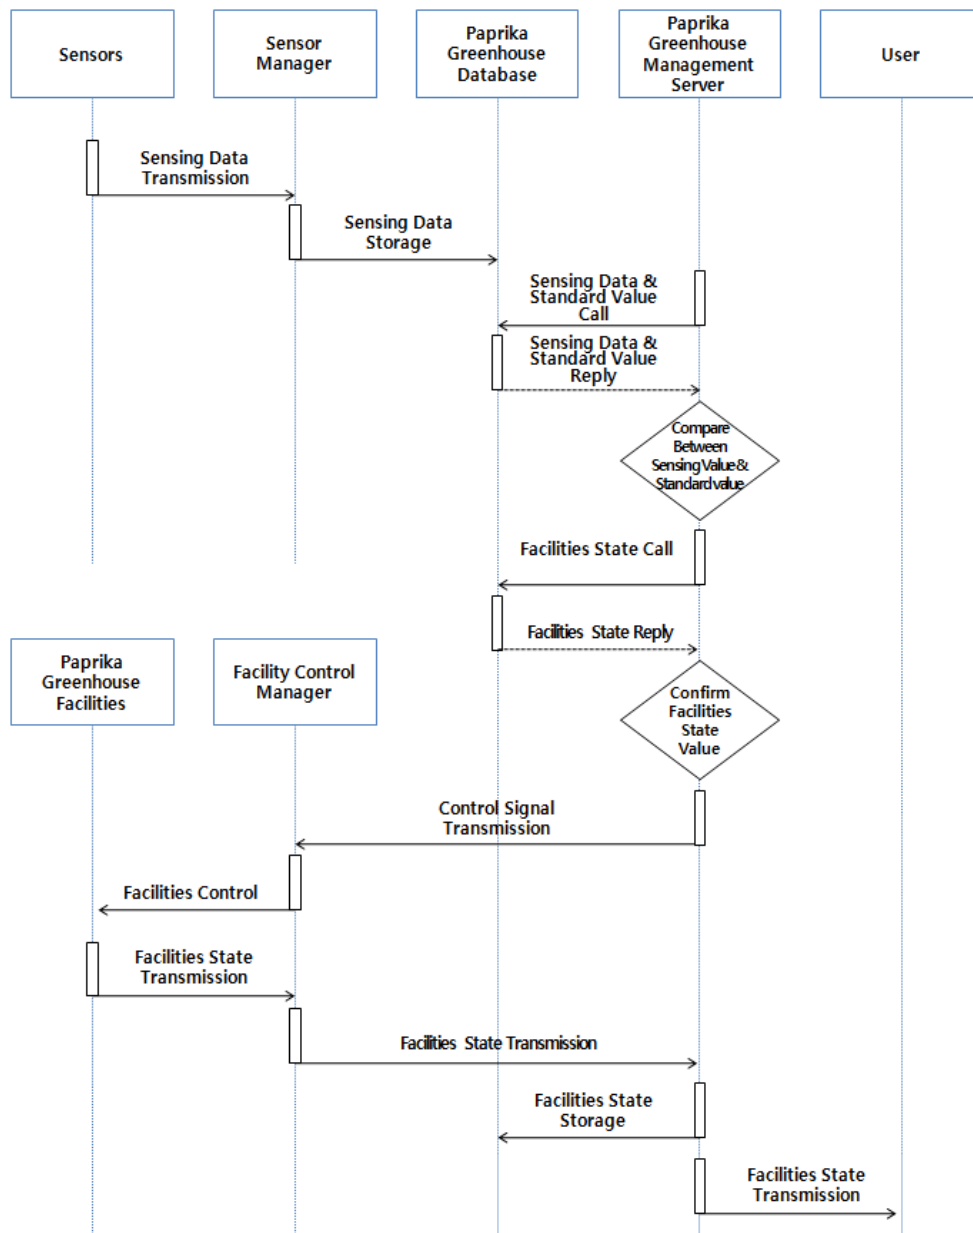 Sensors
Sensor
Manager
Paprika
Greenhouse
Database
Paprika
Greenhouse
Management
Server
User
Sensing Data
Transmission
Sensing Data
Storage
Sensing Data &
Standard Value
Call
Sensing Data &
Standard Value
Reply
Compare
Between
Sensing Value &
Standard value
Facilities State Call
Facilities State Reply
Paprika
Greenhouse
Facilities
Facility Control
Manager
Confirm
Facilities
State
Value
Control Signal
Transmission
Facilities Control
Facilities State
Transmission
Facilities State Transmission
Facilities State
Storage
Facilities State
Transmission